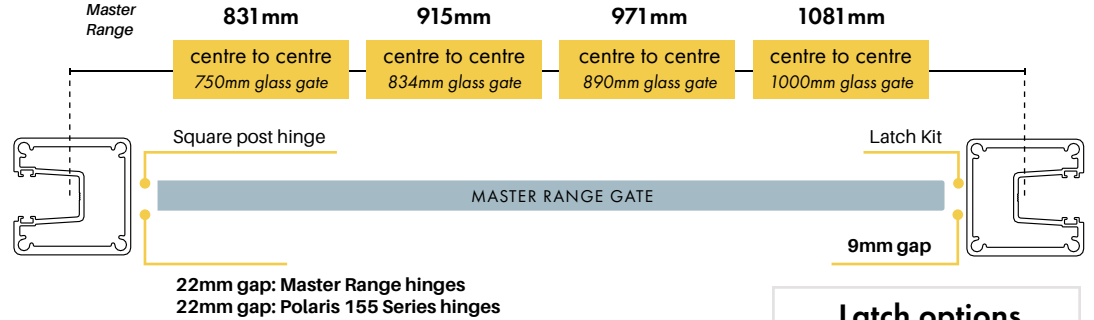 Master
Range
831mm 915mm 971mm 1081mm
centre to centre centre to centre centre to centre centre to centre
750mm glass gate 834mm glass gate 890mm glass gate 1000mm glass gate
Square post hinge Latch Kit
MASTER RANGE GATE
9mm gap
22mm gap: Master Range hinges
22mm gap: Polaris 155 Series hinges
Latch options